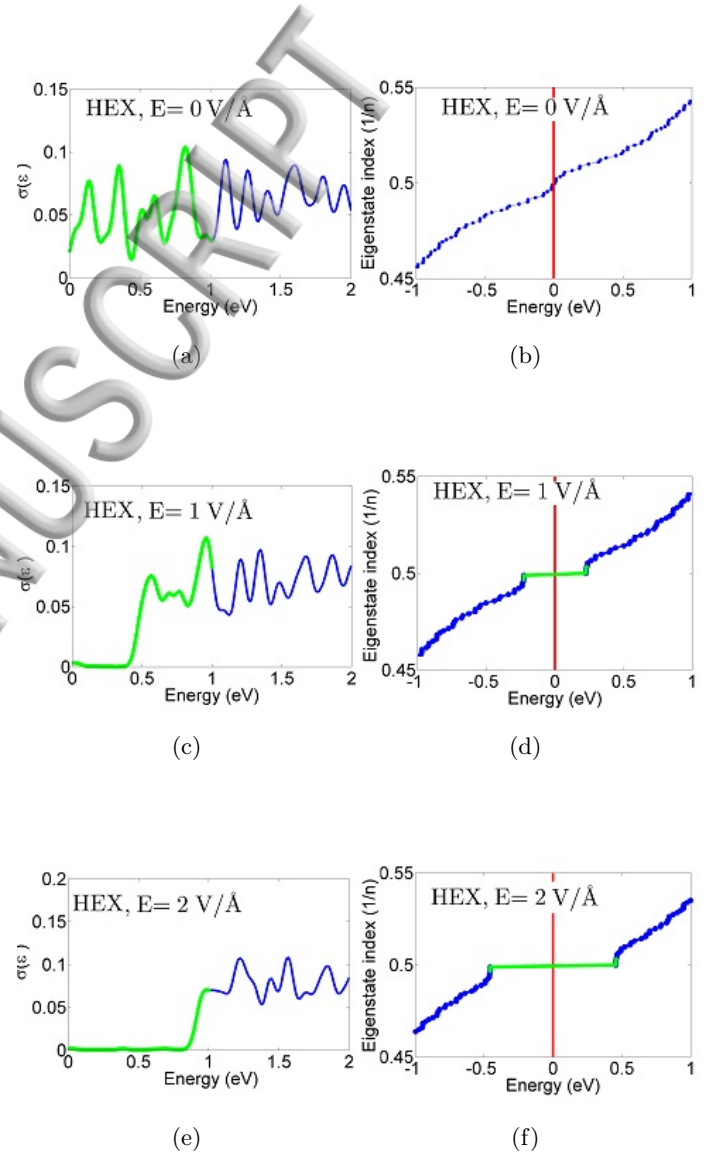 HEX, E= 0 V/Å
0.15
0.1
0.05
0
σ(ε )
0 0.5 1 1.5 2
Energy (eV)
(a)
HEX, E= 0 V/Å
0.55
0.5
0.45
Eigenstate index (1/n)
-1 -0.5 0 0.5 1
Energy (eV)
(b)
HEX, E= 1 V/Å
0.15
0.1
0.05
0
σ(ε )
0 0.5 1 1.5 2
Energy (eV)
(c)
HEX, E= 1 V/Å
0.55
0.5
0.45
Eigenstate index (1/n)
-1 -0.5 0 0.5 1
Energy (eV)
(d)
HEX, E= 2 V/Å
0.2
0.15
0.1
0.05
0
σ(ε )
0 0.5 1 1.5 2
Energy (eV)
(e)
HEX, E= 2 V/Å
0.55
0.5
0.45
Eigenstate index (1/n)
-1 -0.5 0 0.5 1
Energy (eV)
(f)
NUSCRIPT